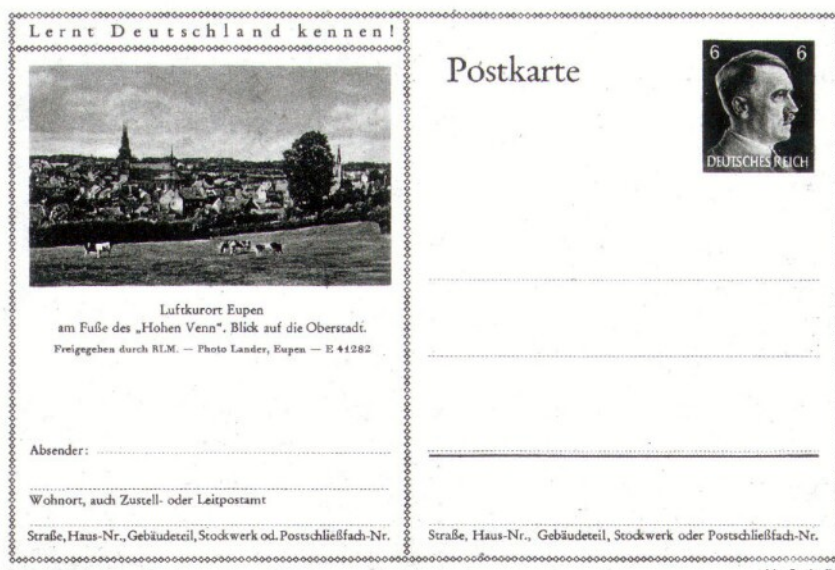 Lernt Deutschland kennen!
Luftkurort Eupen
am Fuße des „Hohen Venn“. Blick auf die Oberstadt.
Freigegeben durch RLM. — Photo Lander, Eupen — E 41282
Absender:
Wohnort, auch Zustell- oder Leitpostamt
Straße, Haus-Nr., Gebäudeteil, Stockwerk od. Postschließfach-Nr.
Postkarte
6 6
DEUTSCHES REICH
Straße, Haus-Nr., Gebäudeteil, Stockwerk oder Postschließfach-Nr.